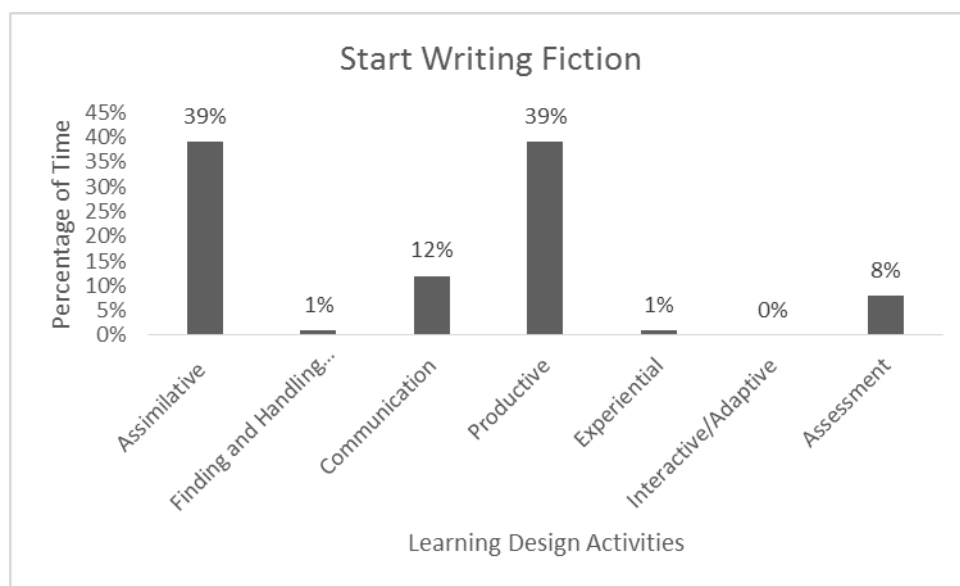 Start Writing Fiction
Percentage of Time
45%
40%
35%
30%
25%
20%
15%
10%
5%
0%
39%
1%
12%
39%
1%
0%
8%
Assimilative
Finding and Handling...
Communication
Productive
Experiential
Interactive/Adaptive
Assessment
Learning Design Activities